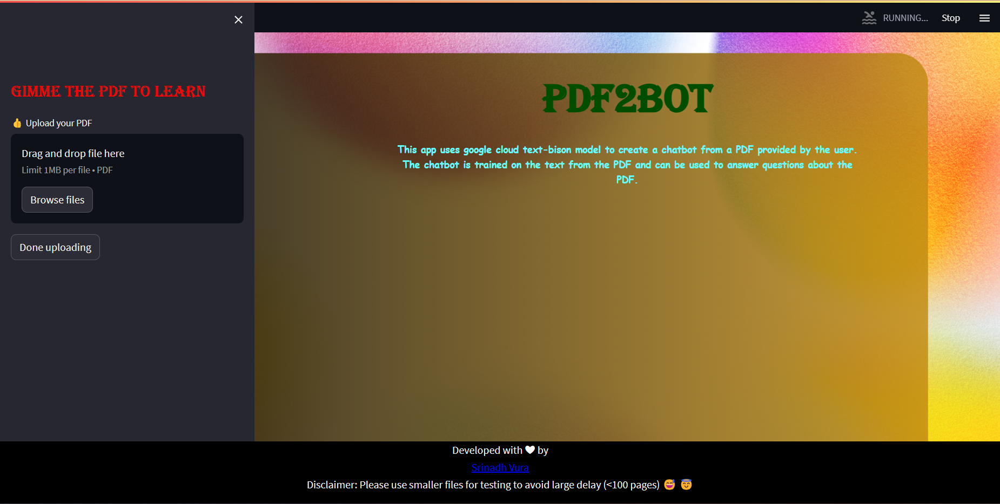 RUNNING...
Stop
GIMME THE PDF TO LEARN
👍 Upload your PDF
Drag and drop file here
Limit 1MB per file • PDF
Browse files
Done uploading
PDF2BOT
This app uses google cloud text-bison model to create a chatbot from a PDF provided by the user.
The chatbot is trained on the text from the PDF and can be used to answer questions about the
PDF.
Developed with 🤍 by
Srinadh Vura
Disclaimer: Please use smaller files for testing to avoid large delay (<100 pages) 😅 😇